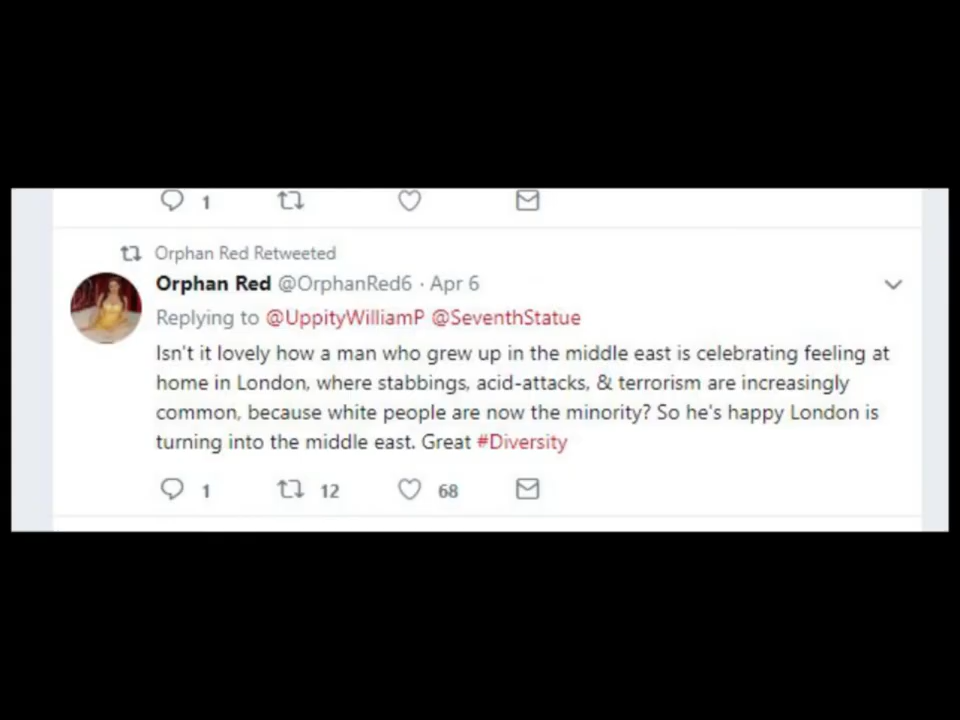 1
Orphan Red Retweeted
Orphan Red @OrphanRed6 · Apr 6
Replying to @UppityWilliamP @SeventhStatue
Isn't it lovely how a man who grew up in the middle east is celebrating feeling at
home in London, where stabbings, acid-attacks, & terrorism are increasingly
common, because white people are now the minority? So he's happy London is
turning into the middle east. Great #Diversity
1 12 68